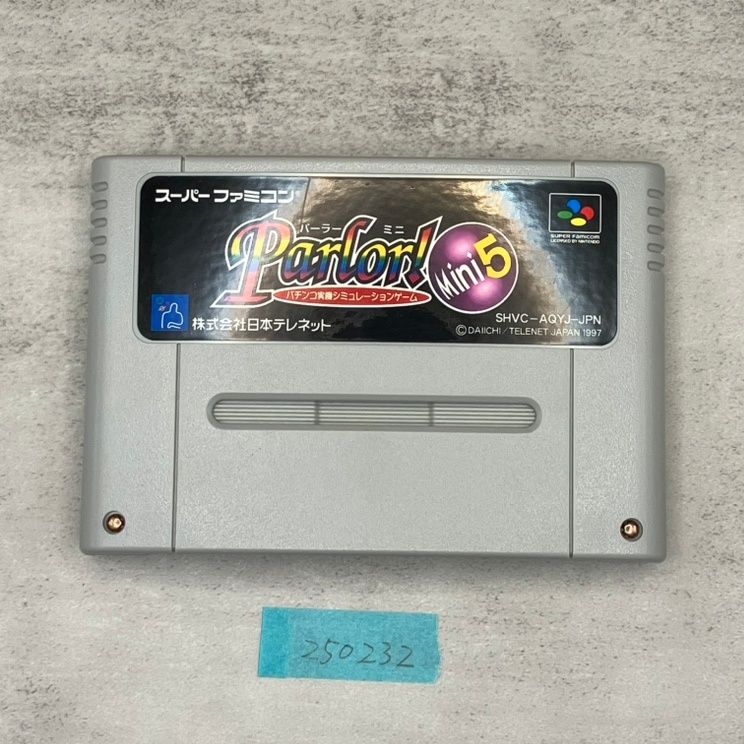 スーパーファミコン®
SUPER FAMICOM
LICENSED BY NINTENDO
パーラー ミニ
Parlor! Mini 5
パチンコ実機シミュレーションゲーム
株式会社日本テレネット
SHVC-AQYJ-JPN
©DAIICHI/TELENET JAPAN 1997
250232